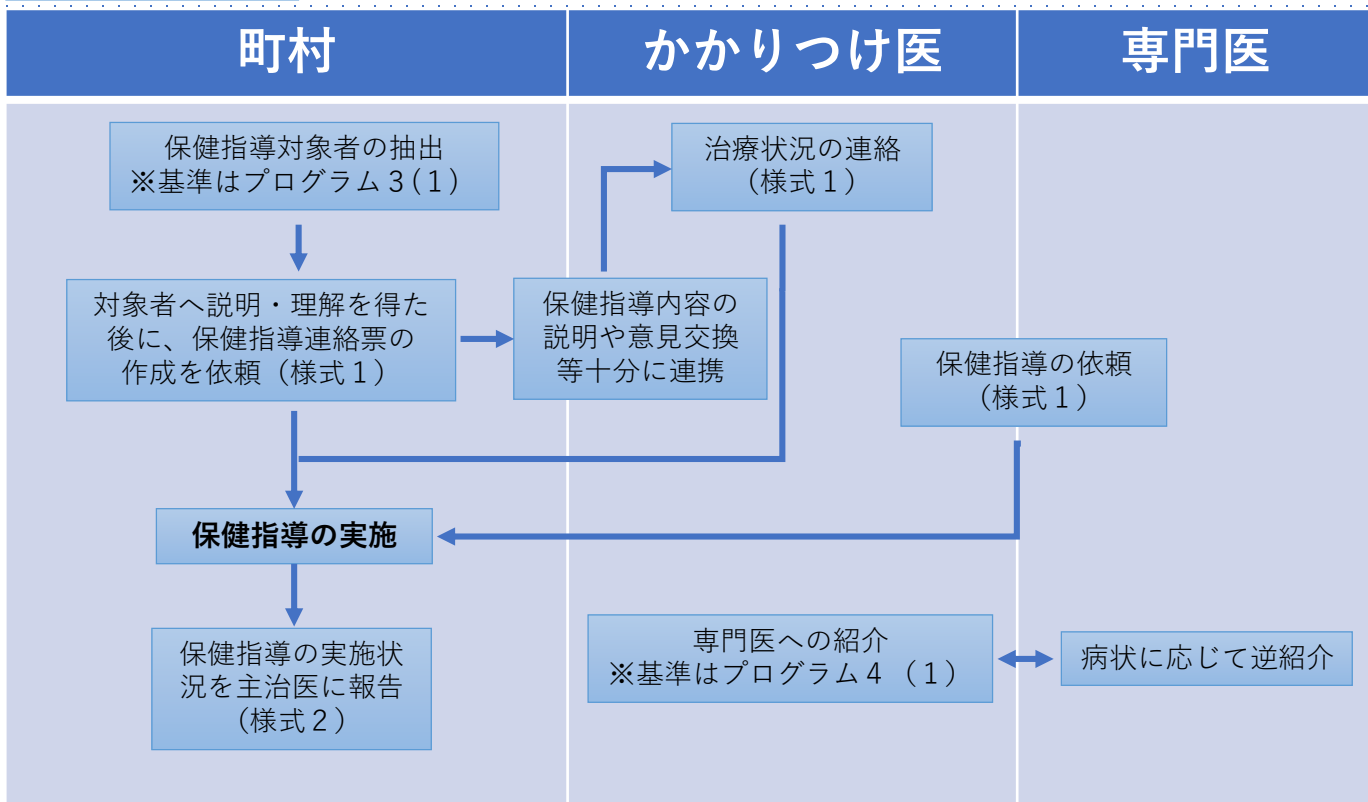 町村
かかりつけ医
専門医
保健指導対象者の抽出
※基準はプログラム３(１)
治療状況の連絡
(様式１)
対象者へ説明・理解を得た
後に、保健指導連絡票の
作成を依頼（様式１)
保健指導内容の
説明や意見交換
等十分に連携
保健指導の依頼
(様式１)
保健指導の実施
保健指導の実施状
況を主治医に報告
(様式２)
専門医への紹介
※基準はプログラム４（１）
病状に応じて逆紹介